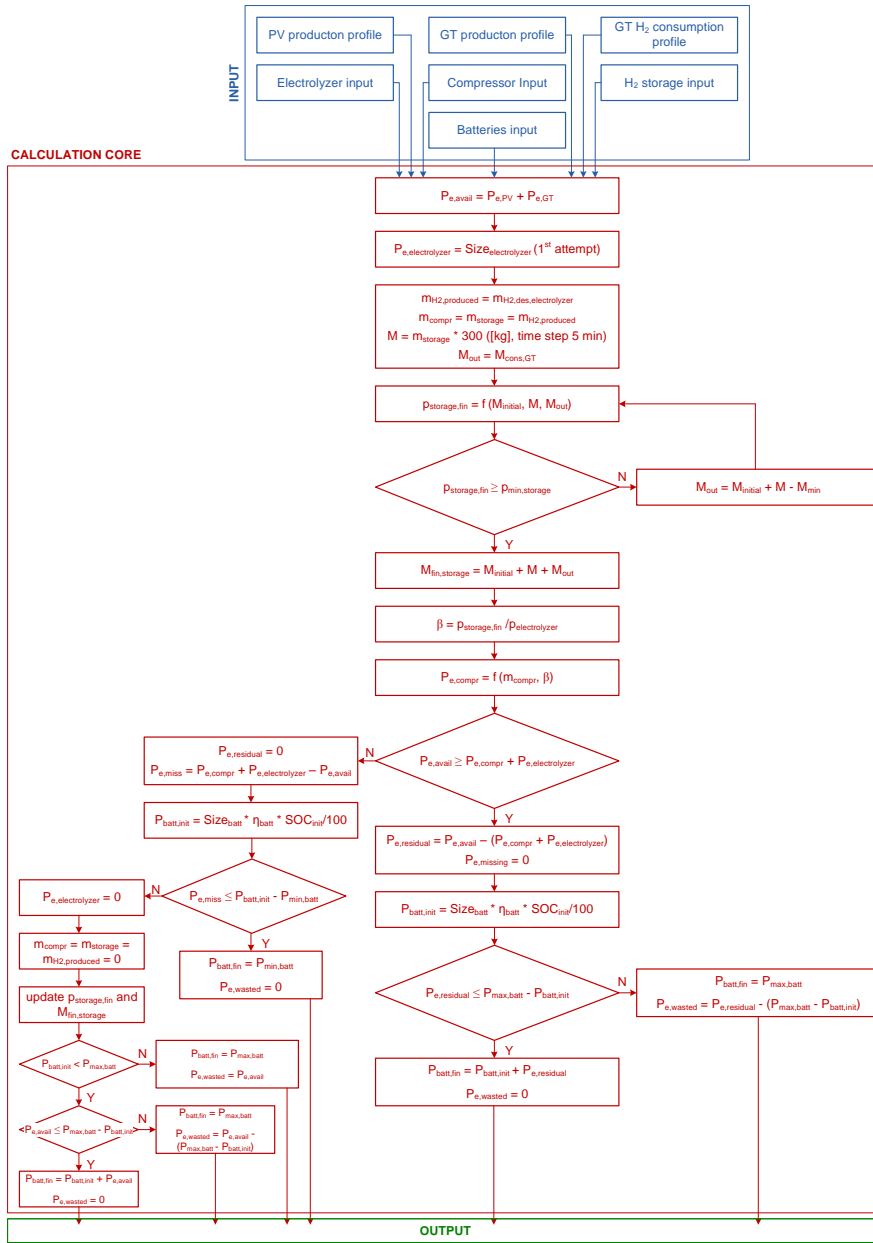 PV producton profile
GT producton profile
GT H₂ consumption
profile
Electrolyzer input
Compressor Input
H₂ storage input
Batteries input
INPUT
CALCULATION CORE
Pe,avail = Pe,PV + Pe,GT
Pe,electrolyzer = Sizeelectrolyzer (1st attempt)
mH2,produced = mH2,des,electrolyzer
mcompr = mstorage = mH2,produced
M = mstorage * 300 ([kg], time step 5 min)
Mout = Mcons,GT
pstorage,fin = f (Minitial, M, Mout)
pstorage,fin ≥ pmin,storage
N
Mout = Minitial + M - Mmin
Y
Mfin,storage = Minitial + M + Mout
β = pstorage,fin /pelectrolyzer
Pe,compr = f (mcompr, β)
Pe,avail ≥ Pe,compr + Pe,electrolyzer
N
Pe,residual = 0
Pe,miss = Pe,compr + Pe,electrolyzer – Pe,avail
Pbatt,init = Sizebatt * ηbatt * SOCinit/100
Y
Pe,residual = Pe,avail – (Pe,compr + Pe,electrolyzer)
Pe,missing = 0
Pe,miss ≤ Pbatt,init - Pmin,batt
N
Pe,electrolyzer = 0
Pbatt,init = Sizebatt * ηbatt * SOCinit/100
mcompr = mstorage =
mH2,produced = 0
Y
Pbatt,fin = Pmin,batt
Pe,wasted = 0
Pe,residual ≤ Pmax,batt - Pbatt,init
N
Pbatt,fin = Pmax,batt
Pe,wasted = Pe,residual - (Pmax,batt - Pbatt,init)
update pstorage,fin and
Mfin,storage
Pbatt,init < Pmax,batt
N
Pbatt,fin = Pmax,batt
Pe,wasted = Pe,avail
Y
Pbatt,fin = Pbatt,init + Pe,residual
Pe,wasted = 0
Y
Pe,avail ≤ Pmax,batt - Pbatt,init
N
Pbatt,fin = Pmax,batt
Pe,wasted = Pe,avail -
(Pmax,batt - Pbatt,init)
Y
Pbatt,fin = Pbatt,init + Pe,avail
Pe,wasted = 0
OUTPUT